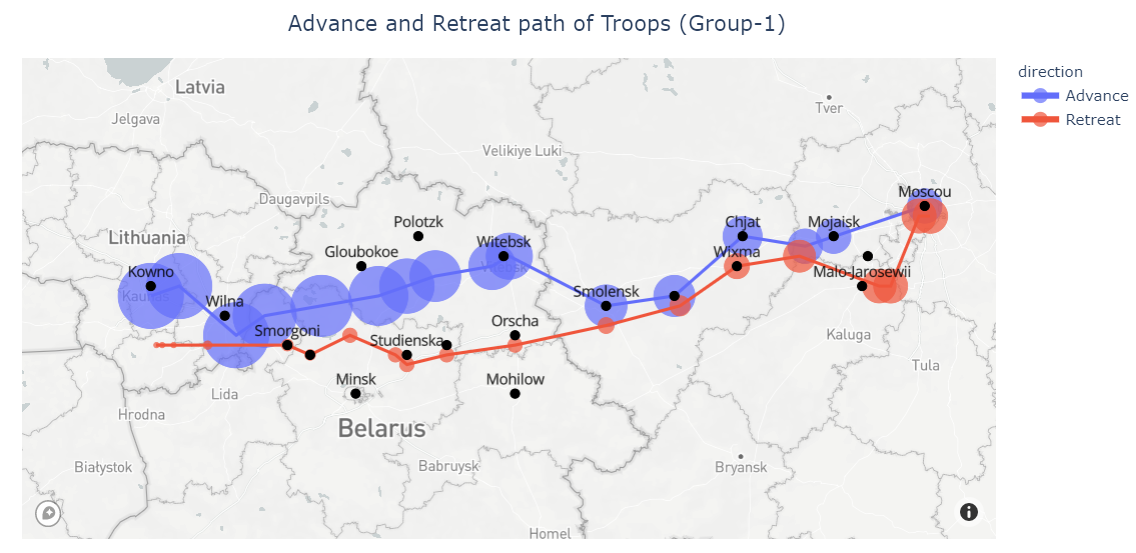 Advance and Retreat path of Troops (Group-1)
direction
Advance
Retreat
Latvia
Tver
Jelgava
Velikiye Luki
Daugavpils
Moscou
Polotzk
Chjat
Mojaisk
Lithuania
Witebsk
Gloubokoe
Wixma
Vitebsk
Kowno
Malo-Jarosewii
Kaunas
Smolensk
Wilna
Orscha
Smorgoni
Studienska
Kaluga
Tula
Minsk
Mohilow
Lida
Hrodna
Belarus
Białystok
Babruysk
Bryansk
Homel